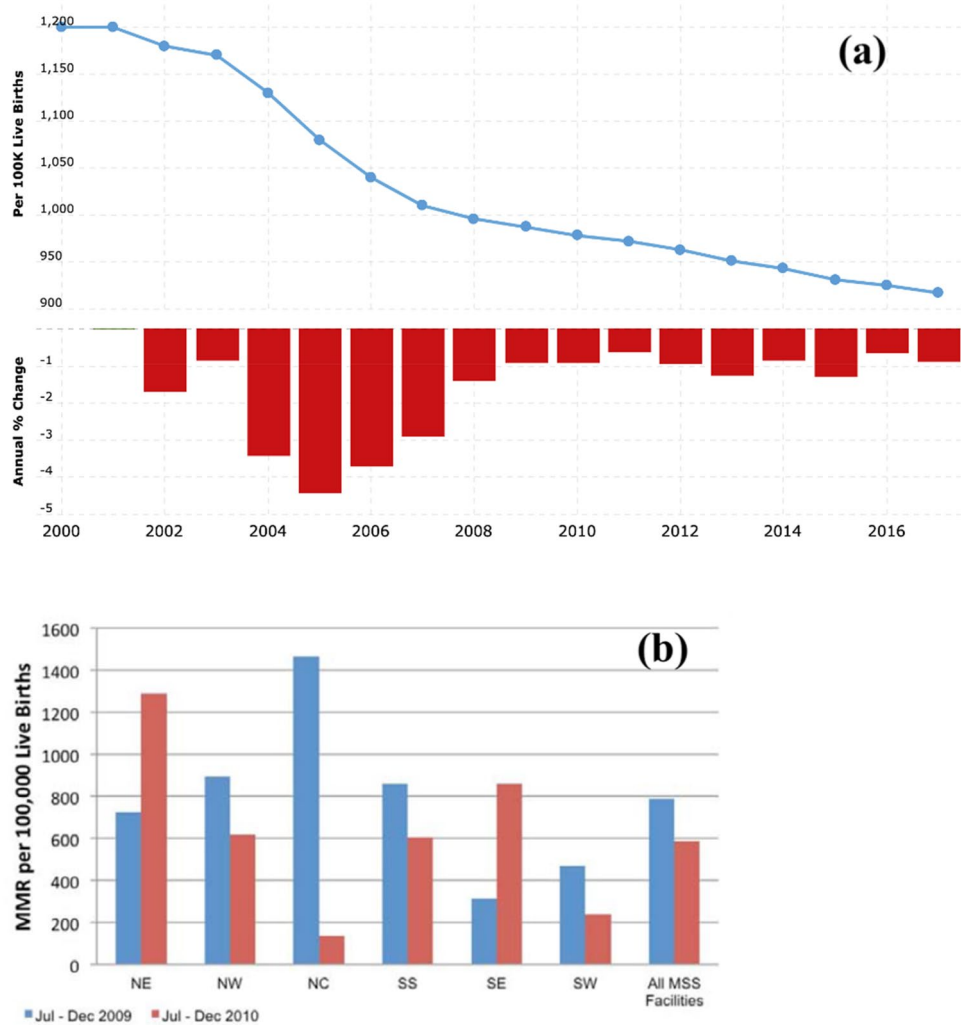 (a)
Per 100K Live Births
1,200
1,150
1,100
1,050
1,000
950
900
Annual % Change
-1
-2
-3
-4
-5
2000 2002 2004 2006 2008 2010 2012 2014 2016
(b)
MMR per 100,000 Live Births
1600
1400
1200
1000
800
600
400
200
0
NE NW NC SS SE SW All MSS
Facilities
Jul - Dec 2009 Jul - Dec 2010